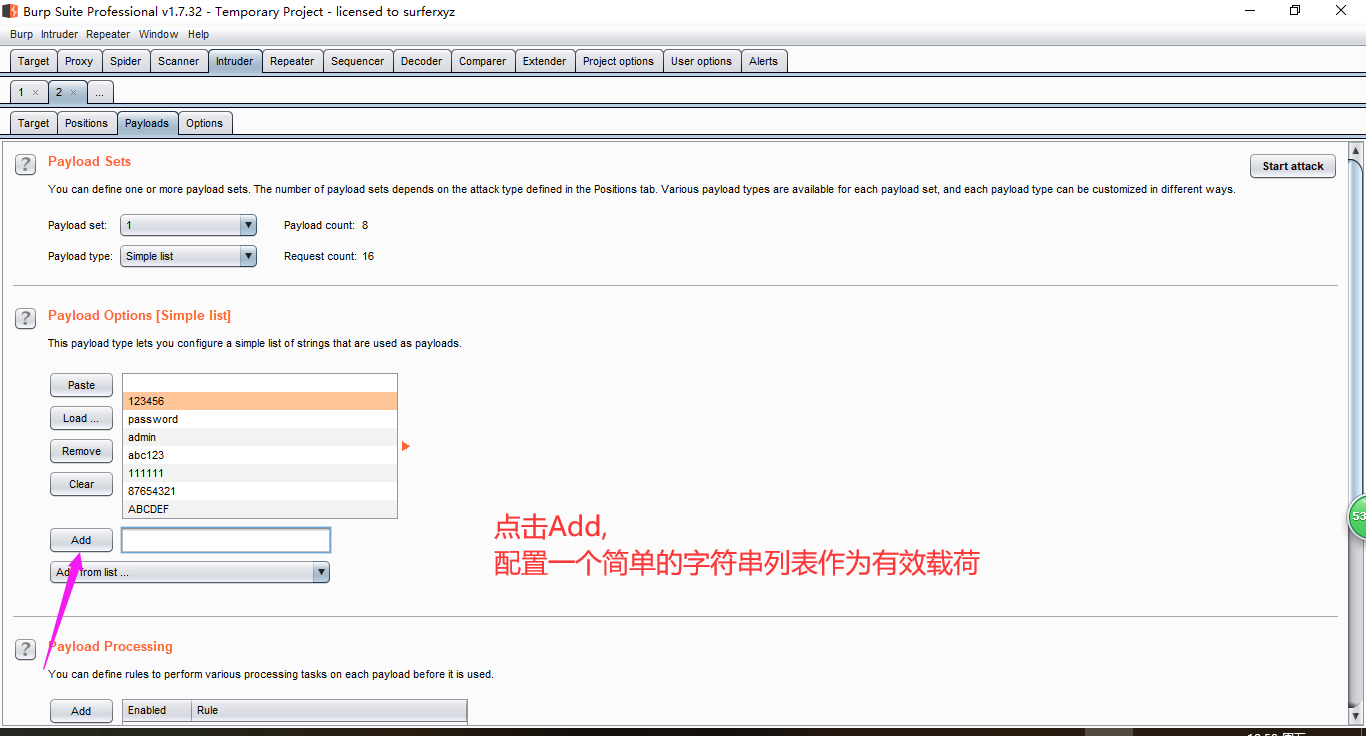 Burp Suite Professional v1.7.32 - Temporary Project - licensed to surferxyz
Burp Intruder Repeater Window Help
Target Proxy Spider Scanner Intruder Repeater Sequencer Decoder Comparer Extender Project options User options Alerts
1 × 2 × ...
Target Positions Payloads Options
? Payload Sets Start attack
You can define one or more payload sets. The number of payload sets depends on the attack type defined in the Positions tab. Various payload types are available for each payload set, and each payload type can be customized in different ways.
Payload set: 1 Payload count: 8
Payload type: Simple list Request count: 16
? Payload Options [Simple list]
This payload type lets you configure a simple list of strings that are used as payloads.
Paste
Load ...
Remove
Clear
123456
password
admin
abc123
111111
87654321
ABCDEF
Add
from list ...
点击Add,
配置一个简单的字符串列表作为有效载荷
53
? Payload Processing
You can define rules to perform various processing tasks on each payload before it is used.
Add Enabled Rule